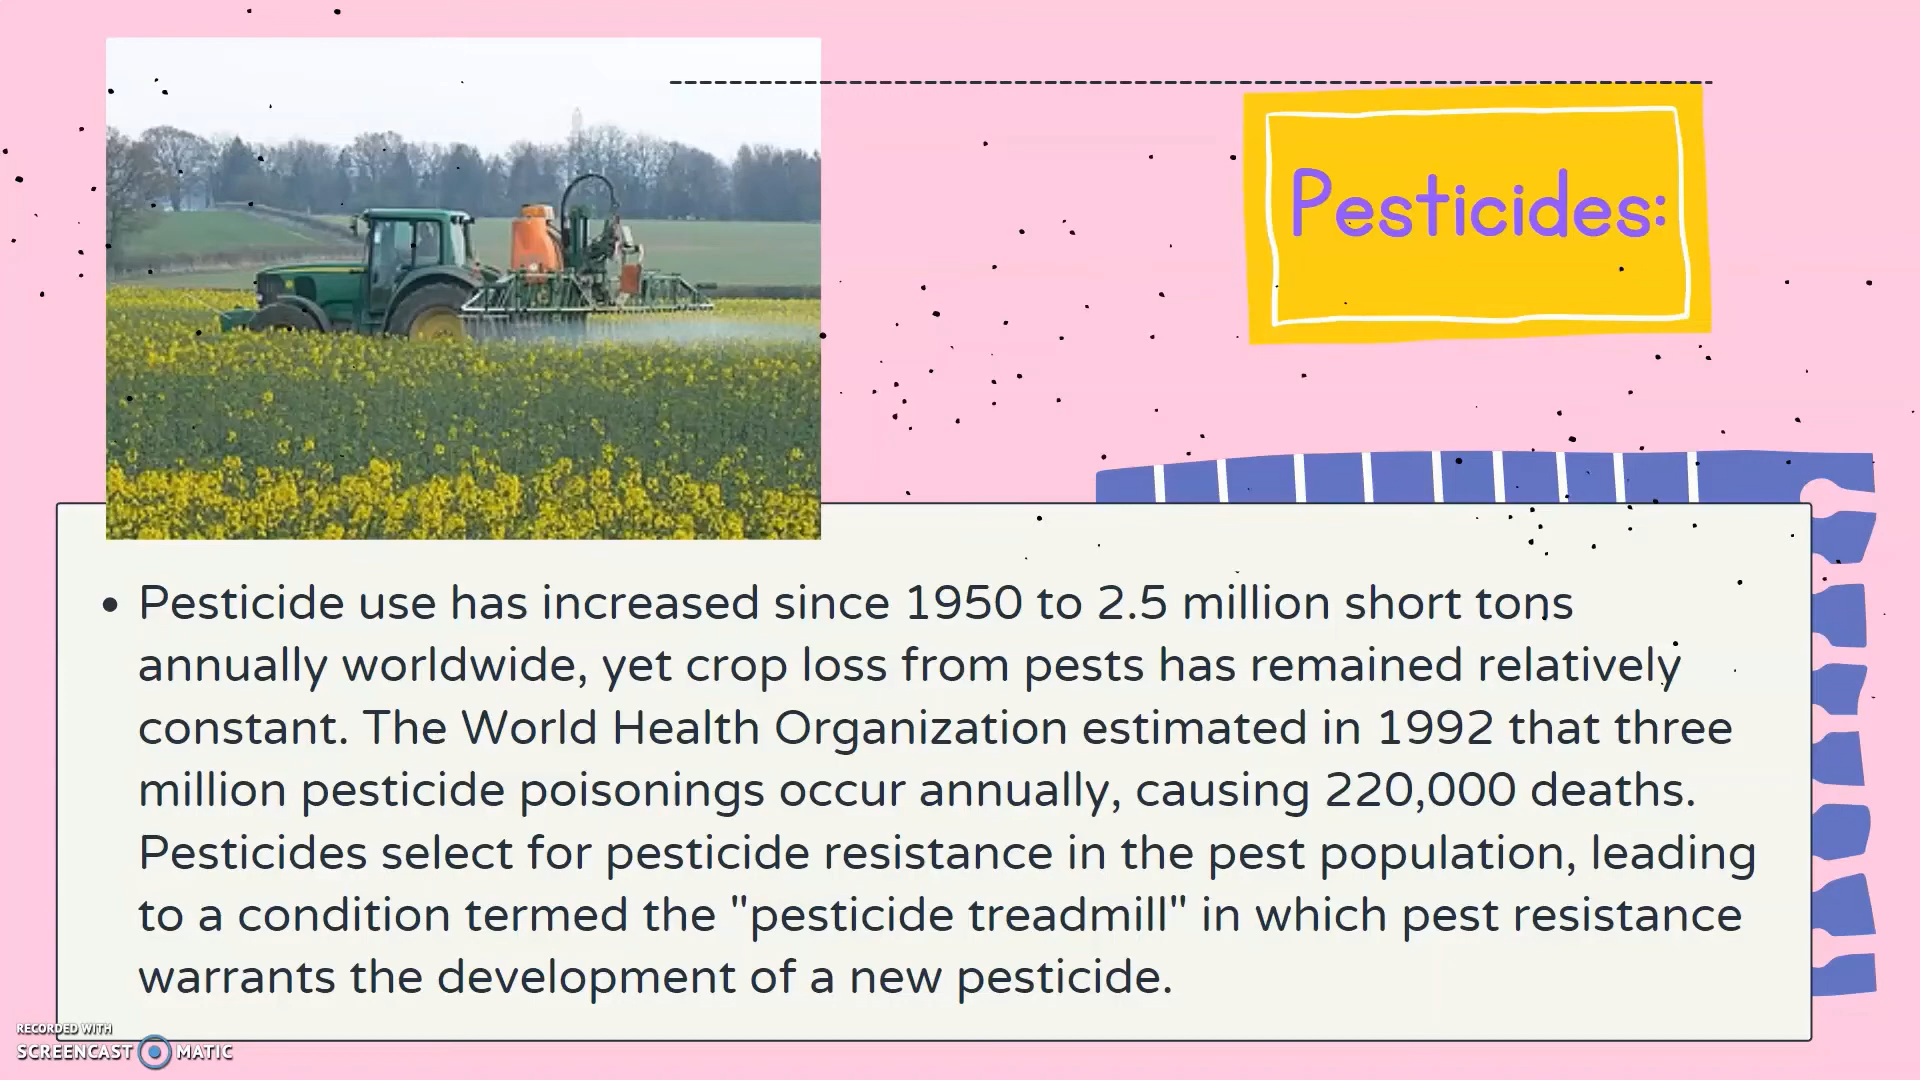 Pesticides:
• Pesticide use has increased since 1950 to 2.5 million short tons
annually worldwide, yet crop loss from pests has remained relatively
constant. The World Health Organization estimated in 1992 that three
million pesticide poisonings occur annually, causing 220,000 deaths.
Pesticides select for pesticide resistance in the pest population, leading
to a condition termed the "pesticide treadmill" in which pest resistance
warrants the development of a new pesticide.
RECORDED WITH
SCREENCAST MATIC